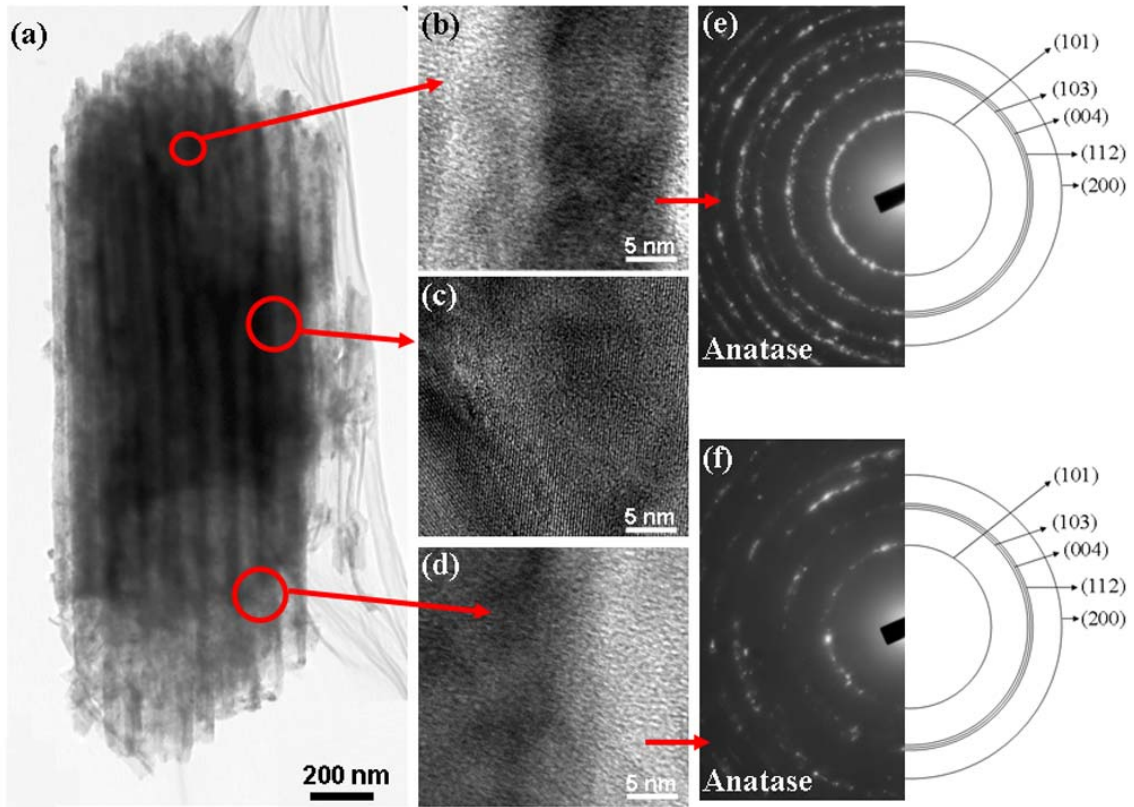 (a)
200 nm
(b)
5 nm
(c)
5 nm
(d)
5 nm
(e)
Anatase
(101)
(103)
(004)
(112)
(200)
(f)
Anatase
(101)
(103)
(004)
(112)
(200)